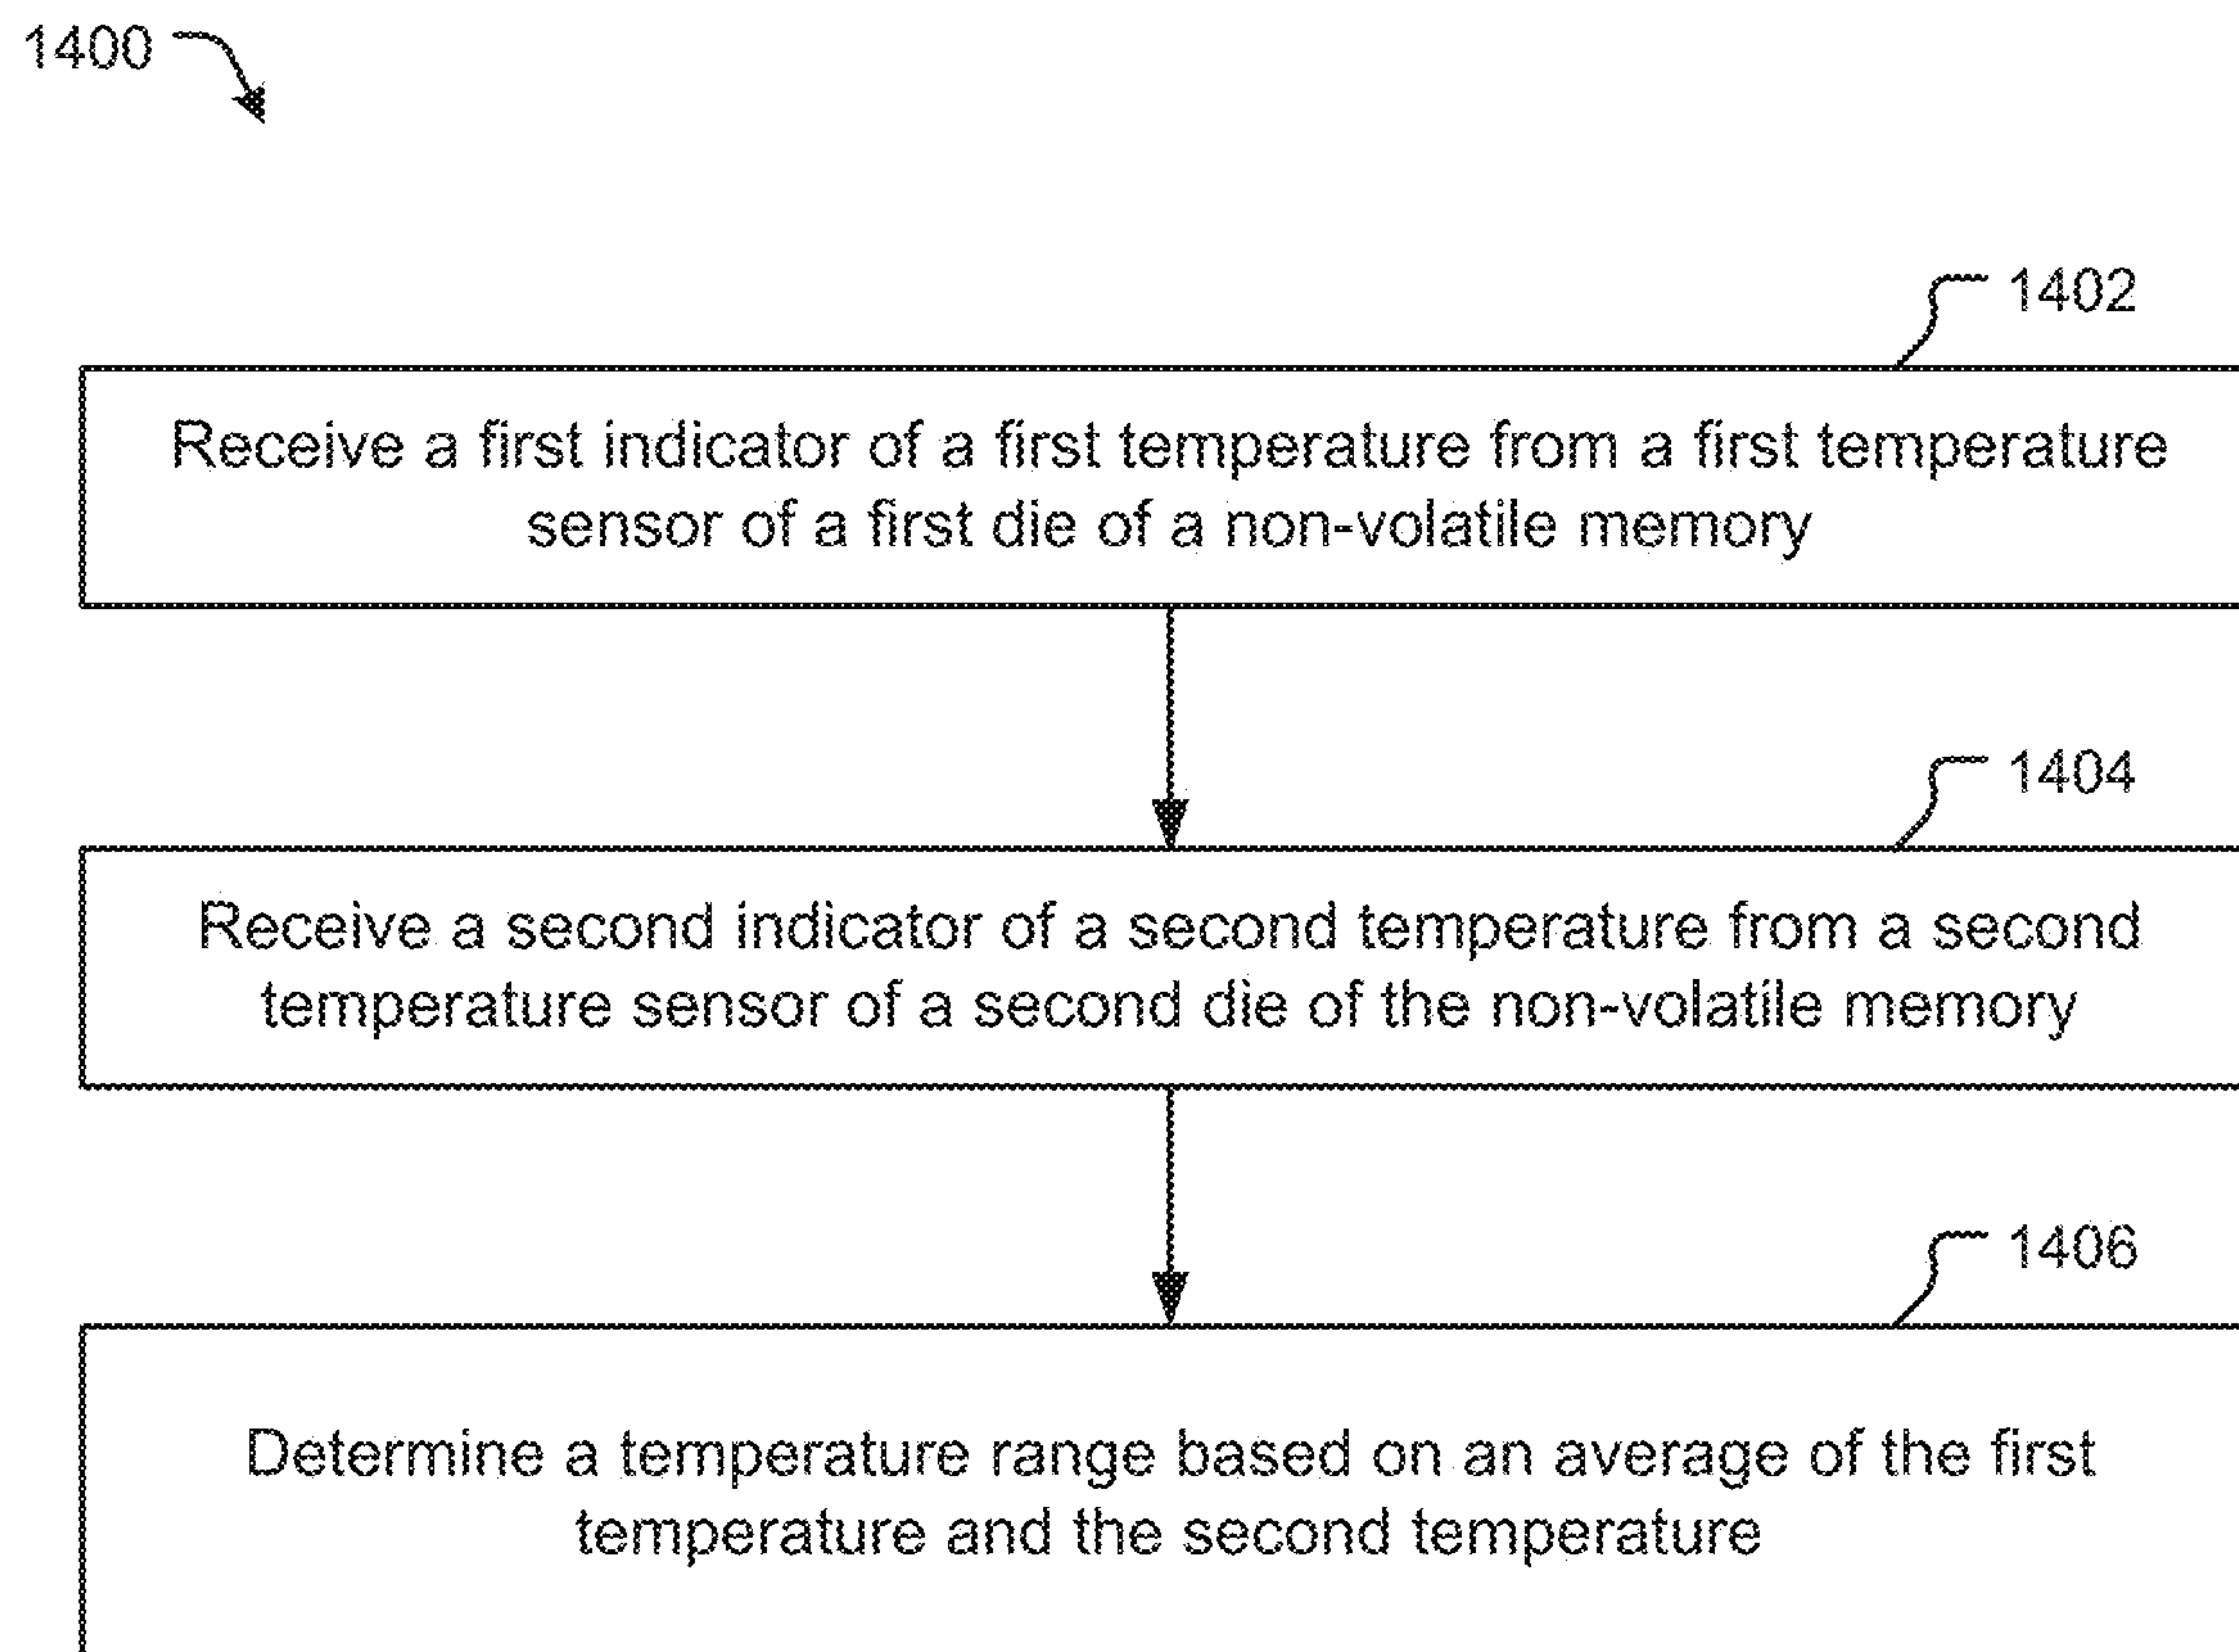 1400
1402
Receive a first indicator of a first temperature from a first temperature
sensor of a first die of a non-volatile memory
1404
Receive a second indicator of a second temperature from a second
temperature sensor of a second die of the non-volatile memory
1406
Determine a temperature range based on an average of the first
temperature and the second temperature